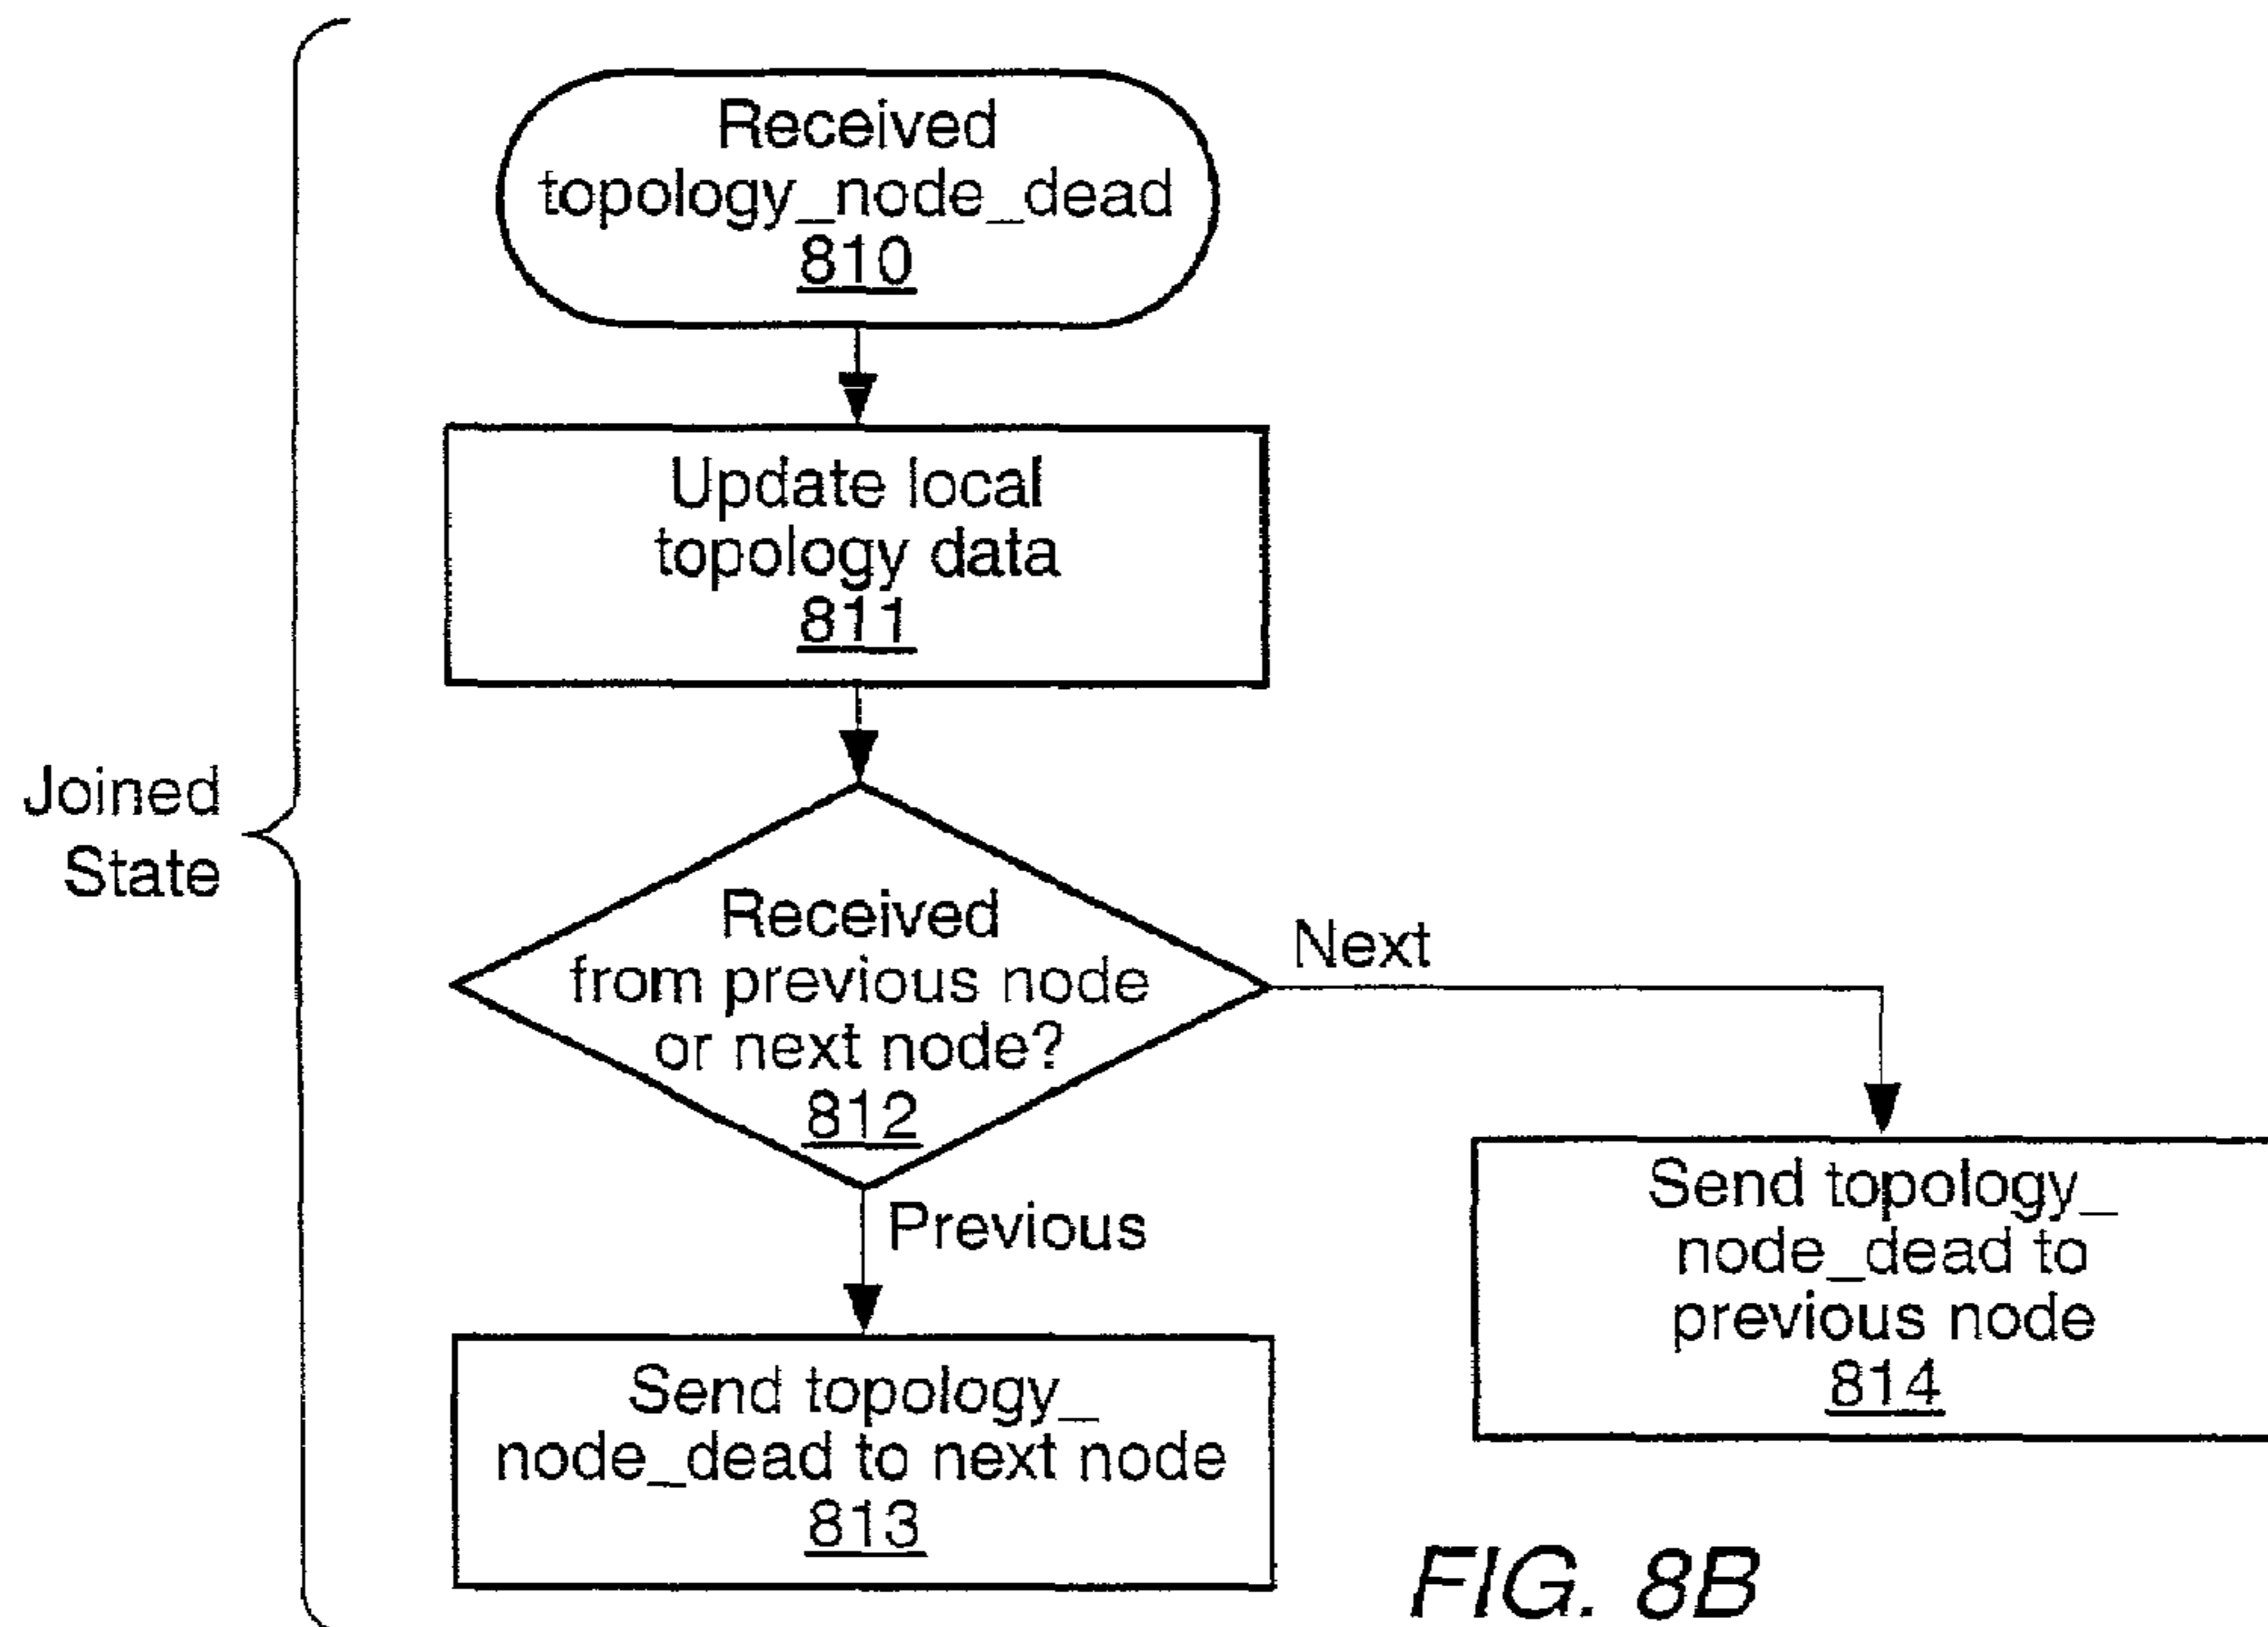 Received
topology_node_dead
810
Update local
topology data
811
Joined
State
Received
from previous node
or next node?
812
Next
Previous
Send topology_
node_dead to
previous node
814
Send topology_
node_dead to next node
813
FIG. 8B